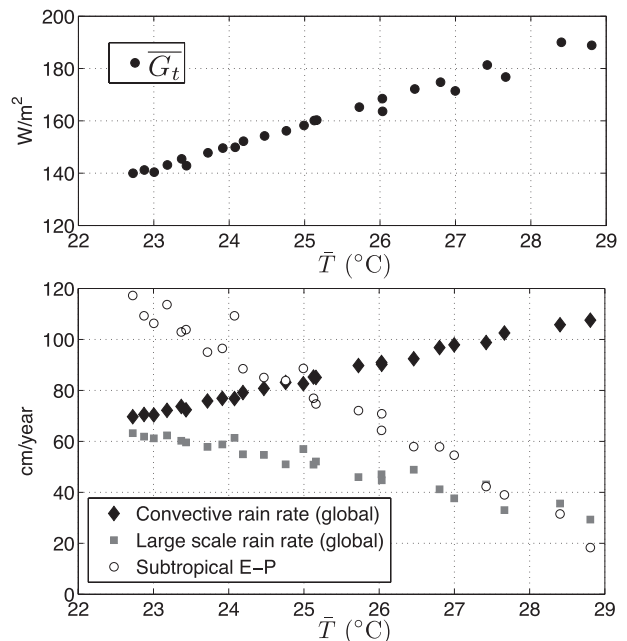 200
180
160
140
120
W/m²
G̅ₜ
22 23 24 25 26 27 28 29
T̄ (°C)
120
100
80
60
40
20
0
cm/year
Convective rain rate (global)
Large scale rain rate (global)
Subtropical E−P
22 23 24 25 26 27 28 29
T̄ (°C)